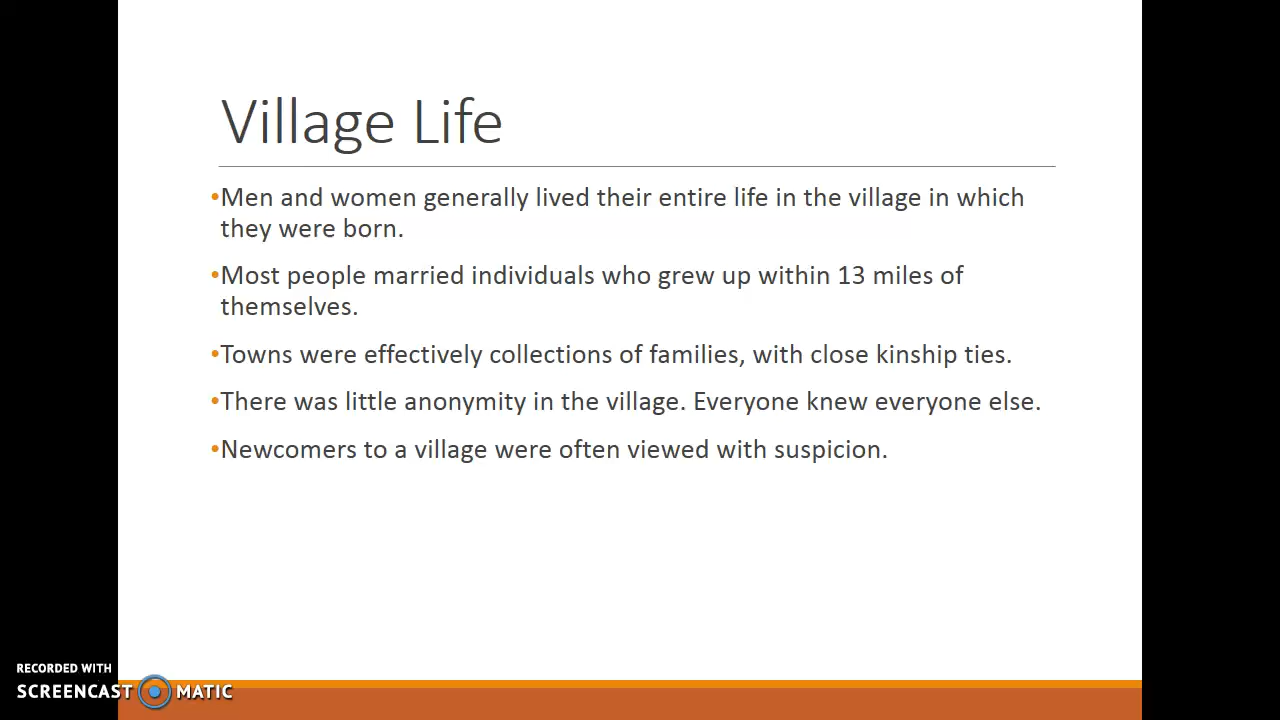 Village Life
•Men and women generally lived their entire life in the village in which
they were born.
•Most people married individuals who grew up within 13 miles of
themselves.
•Towns were effectively collections of families, with close kinship ties.
•There was little anonymity in the village. Everyone knew everyone else.
•Newcomers to a village were often viewed with suspicion.
RECORDED WITH
SCREENCAST MATIC